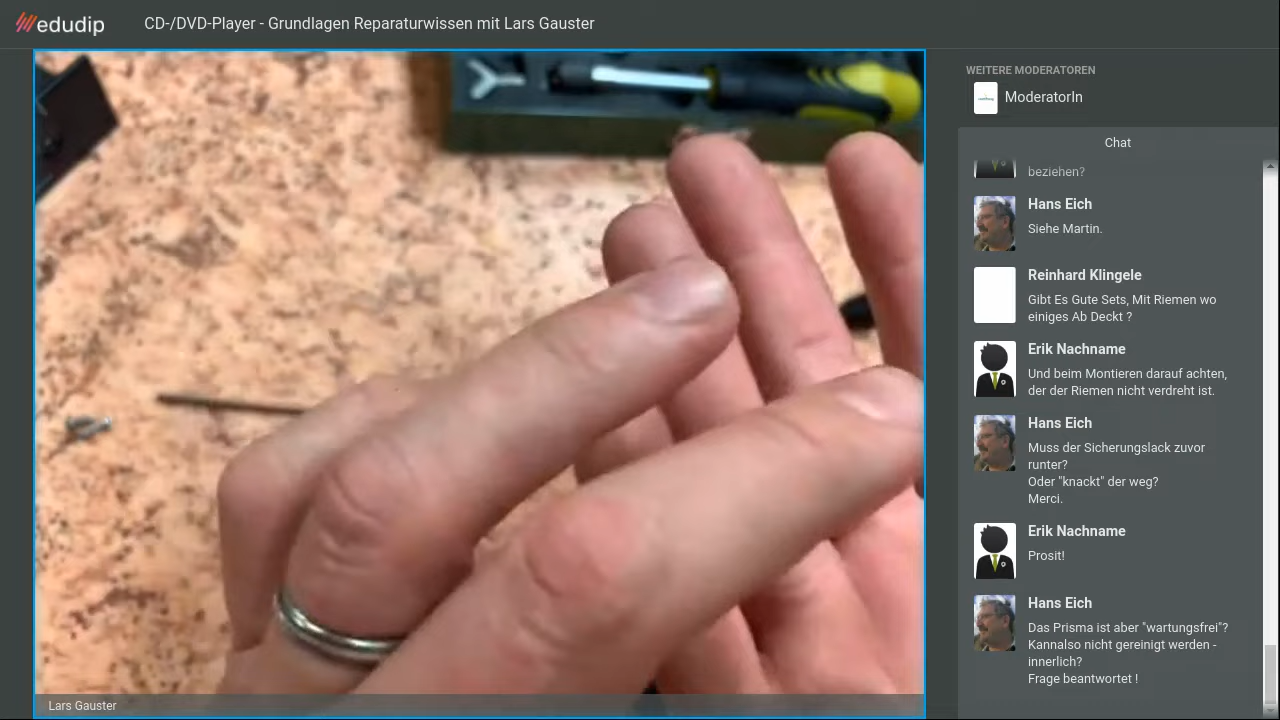 edudip
CD-/DVD-Player - Grundlagen Reparaturwissen mit Lars Gauster
WEITERE MODERATOREN
ModeratorIn
Chat
beziehen?
Hans Eich
Siehe Martin.
Reinhard Klingele
Gibt Es Gute Sets, Mit Riemen wo
einiges Ab Deckt ?
Erik Nachname
Und beim Montieren darauf achten,
der der Riemen nicht verdreht ist.
Hans Eich
Muss der Sicherungslack zuvor
runter?
Oder "knackt" der weg?
Merci.
Erik Nachname
Prosit!
Hans Eich
Das Prisma ist aber "wartungsfrei"?
Kannalso nicht gereinigt werden -
innerlich?
Frage beantwortet !
Lars Gauster